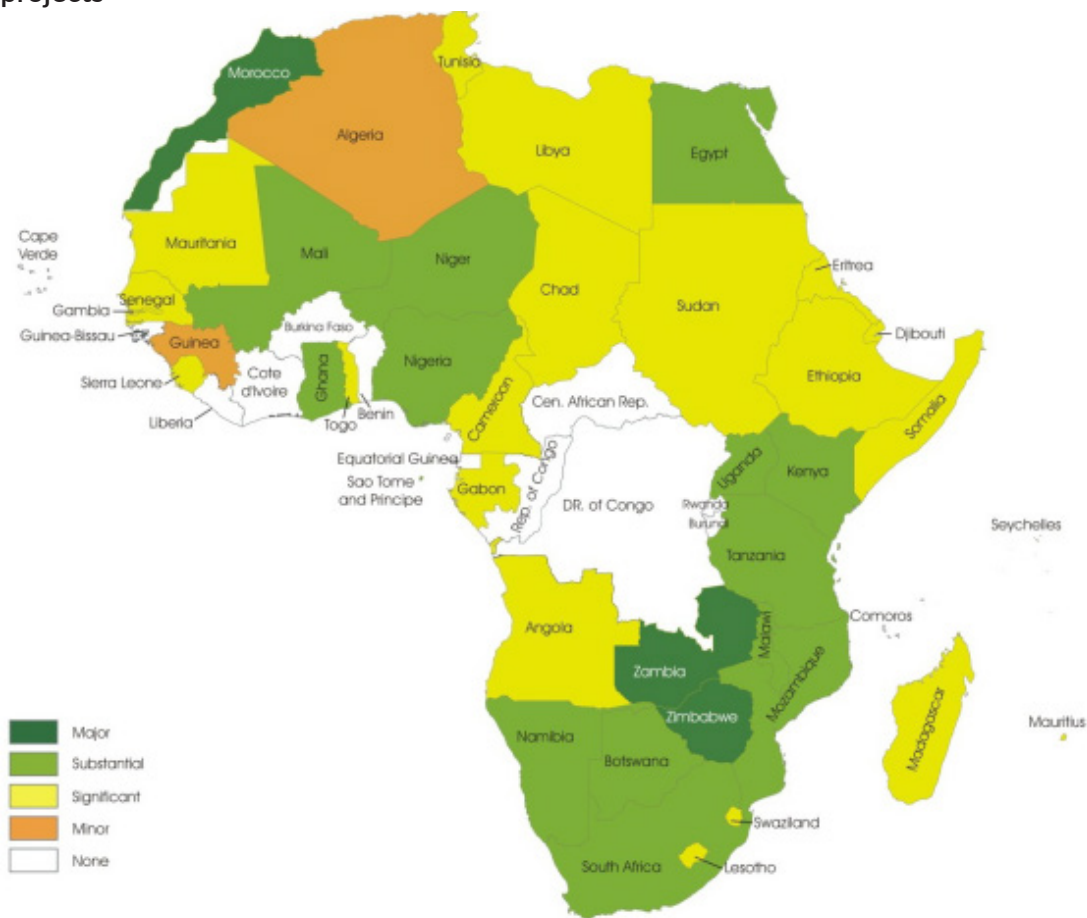 projects
Morocco
Tunisia
Algeria
Libya
Egypt
Cape
Verde
Mauritania
Mali
Niger
Chad
Sudan
Eritrea
Senegal
Gambia
Guinea-Bissau
Guinea
Burkina Faso
Nigeria
Djibouti
Ethiopia
Somalia
Sierra Leone
Cote
d'Ivoire
Ghana
Liberia
Togo
Benin
Cameroon
Cen. African Rep.
Equatorial Guinea
Sao Tome
and Principe
Gabon
Rep. of Congo
DR. of Congo
Uganda
Kenya
Rwanda
Burundi
Seychelles
Tanzania
Comoros
Angola
Malawi
Zambia
Mozambique
Zimbabwe
Madagascar
Mauritius
Namibia
Botswana
Swaziland
South Africa
Lesotho
Major
Substantial
Significant
Minor
None